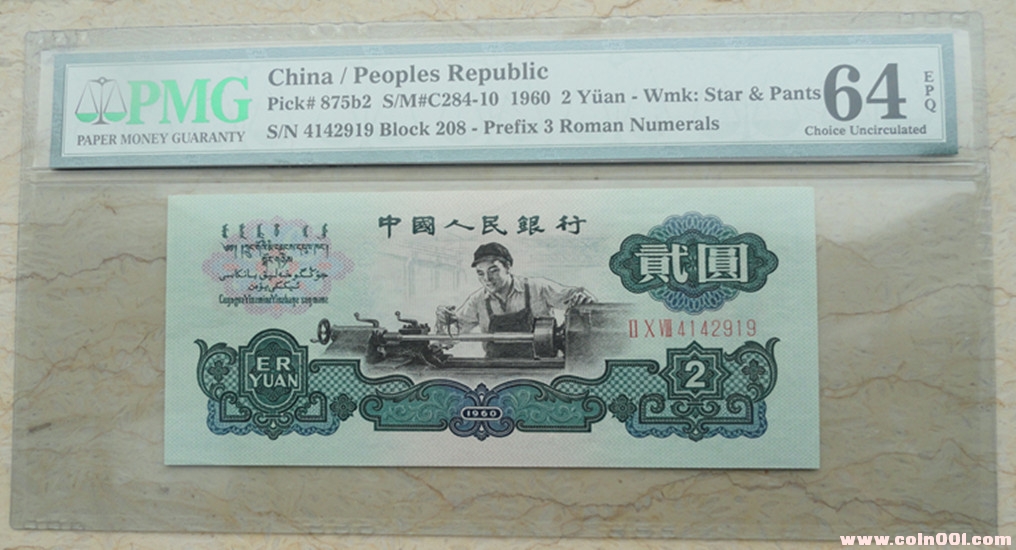 PMG
PAPER MONEY GUARANTY
China / Peoples Republic
Pick# 875b2 S/M#C284-10 1960 2 Yüan - Wmk: Star & Pants
S/N 4142919 Block 208 - Prefix 3 Roman Numerals
64
EPQ
Choice Uncirculated
中國人民銀行
貳圓
II X VIII 4142919
ER
YUAN
1960
2
www.coin001.com